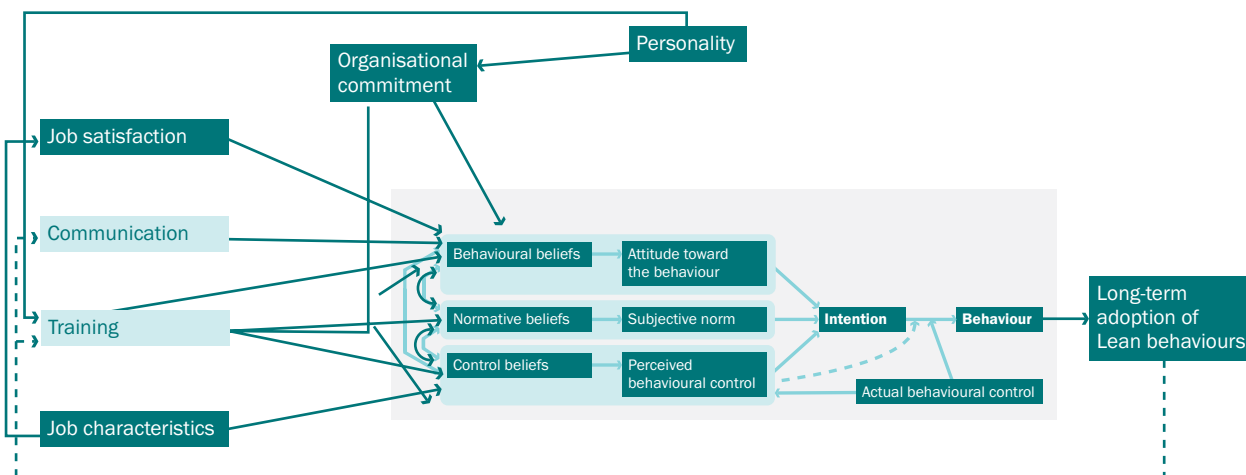 Personality
Organisational
commitment
Job satisfaction
Communication
Behavioural beliefs
Attitude toward
the behaviour
Training
Normative beliefs
Subjective norm
Intention
Behaviour
Long-term
adoption of
Lean behaviours
Control beliefs
Perceived
behavioural control
Actual behavioural control
Job characteristics